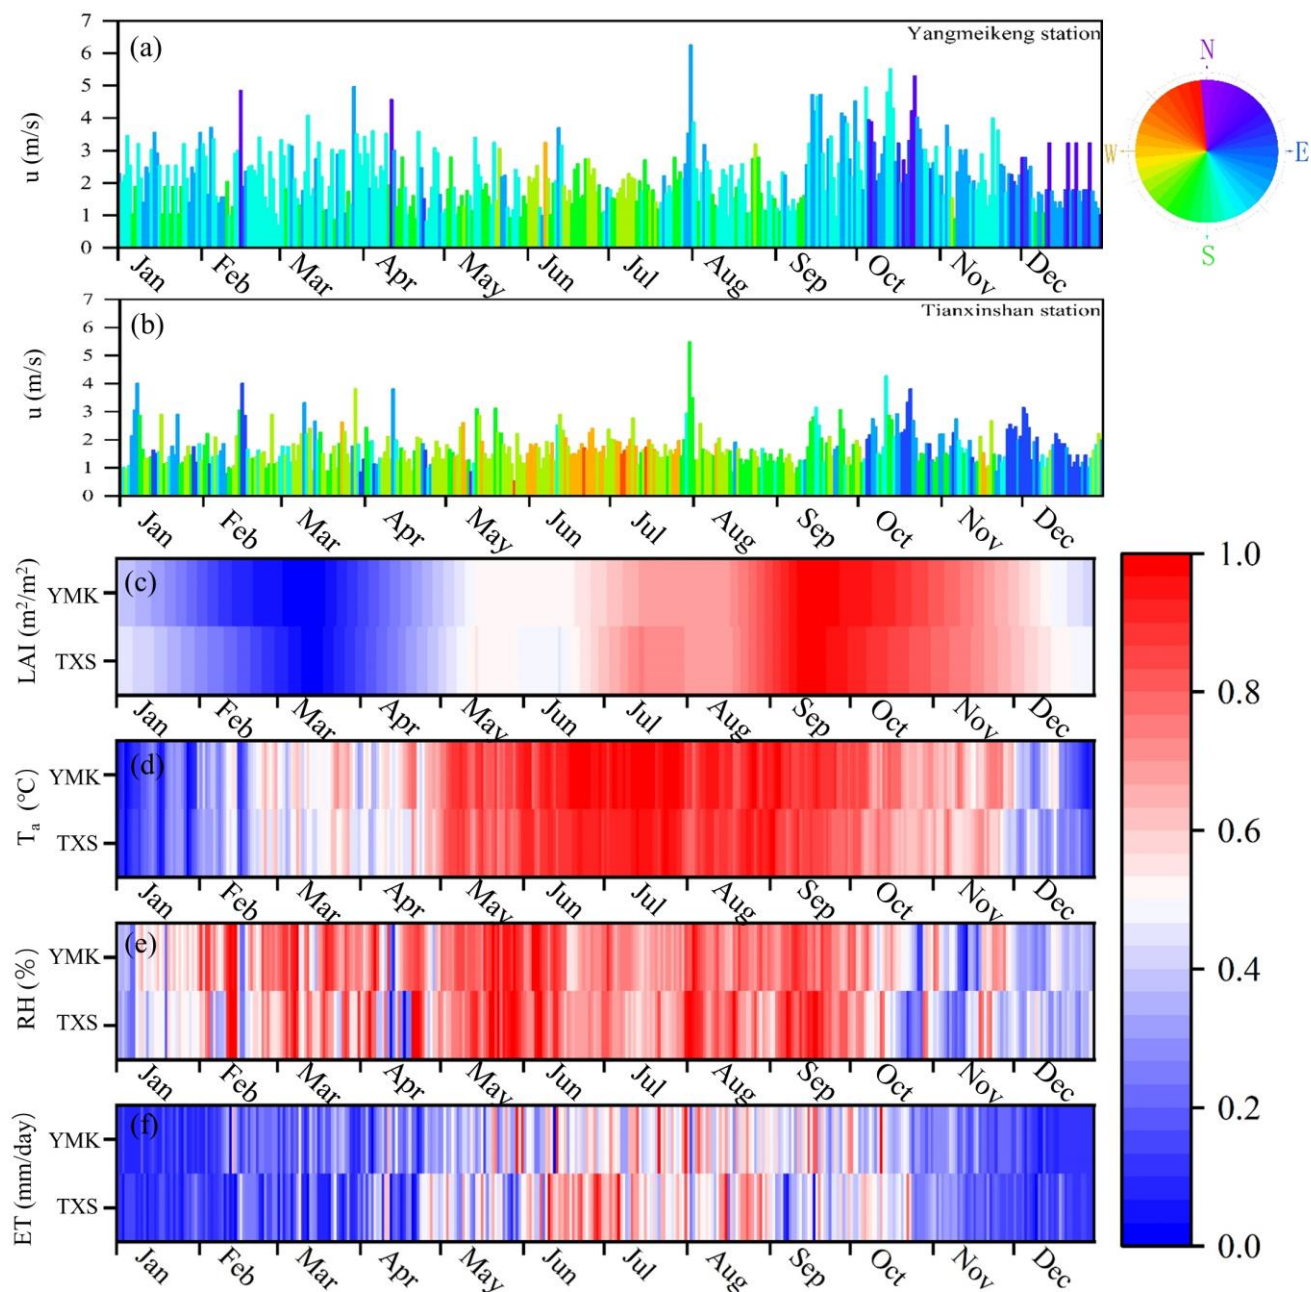 (a)
Yangmeikeng station
u (m/s)
7
6
5
4
3
2
1
0
Jan Feb Mar Apr May Jun Jul Aug Sep Oct Nov Dec
N
W
E
S
(b)
Tianxinshan station
u (m/s)
7
6
5
4
3
2
1
0
Jan Feb Mar Apr May Jun Jul Aug Sep Oct Nov Dec
(c)
LAI (m²/m²)
YMK
TXS
Jan Feb Mar Apr May Jun Jul Aug Sep Oct Nov Dec
(d)
Tₐ (°C)
YMK
TXS
Jan Feb Mar Apr May Jun Jul Aug Sep Oct Nov Dec
(e)
RH (%)
YMK
TXS
Jan Feb Mar Apr May Jun Jul Aug Sep Oct Nov Dec
(f)
ET (mm/day)
YMK
TXS
Jan Feb Mar Apr May Jun Jul Aug Sep Oct Nov Dec
1.0
0.8
0.6
0.4
0.2
0.0